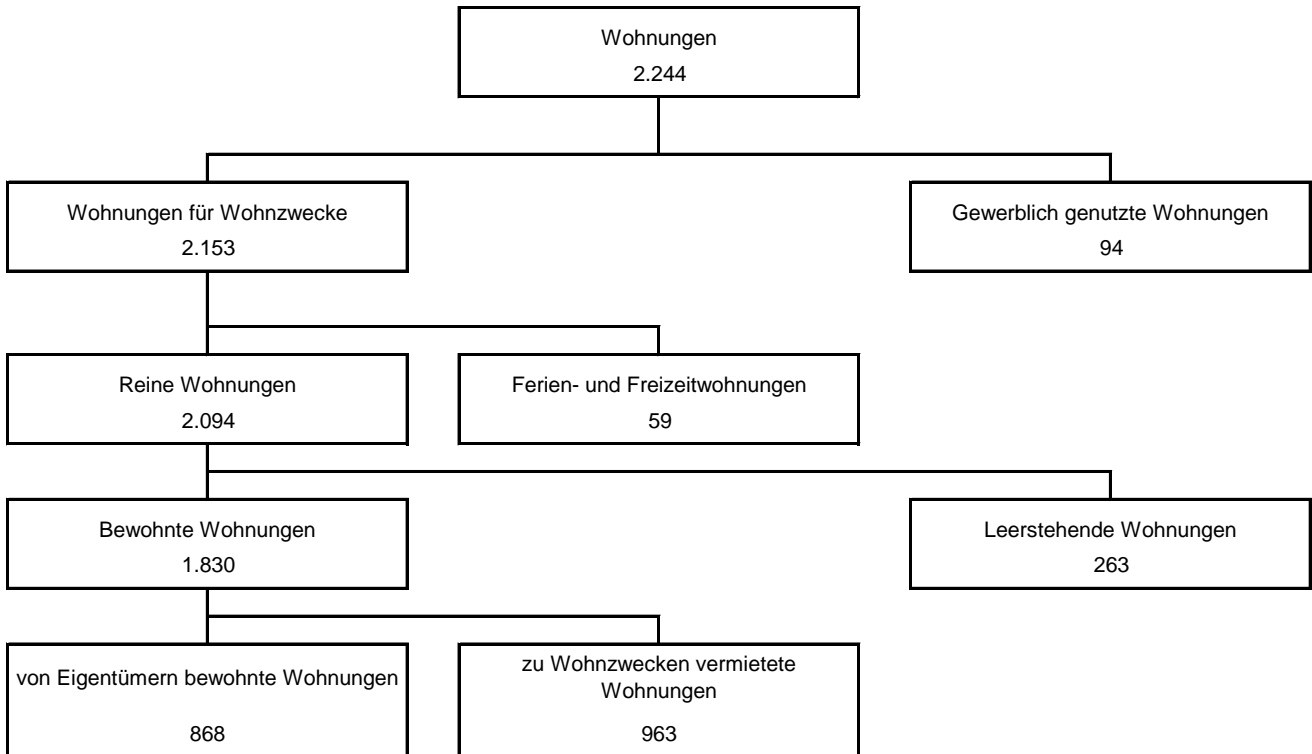 Wohnungen
2.244
Wohnungen für Wohnzwecke
2.153
Gewerblich genutzte Wohnungen
94
Reine Wohnungen
2.094
Ferien- und Freizeitwohnungen
59
Bewohnte Wohnungen
1.830
Leerstehende Wohnungen
263
von Eigentümern bewohnte Wohnungen
868
zu Wohnzwecken vermietete
Wohnungen
963